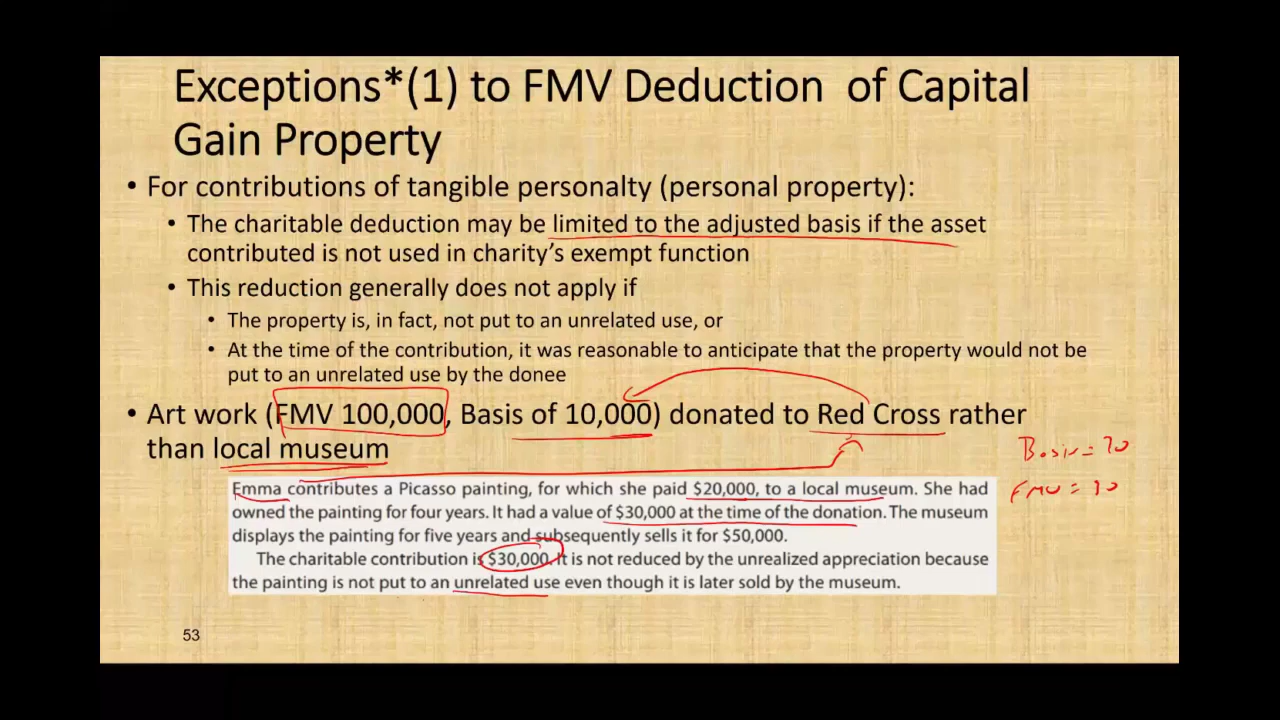 Exceptions*(1) to FMV Deduction of Capital
Gain Property
• For contributions of tangible personalty (personal property):
• The charitable deduction may be limited to the adjusted basis if the asset
contributed is not used in charity's exempt function
• This reduction generally does not apply if
• The property is, in fact, not put to an unrelated use, or
• At the time of the contribution, it was reasonable to anticipate that the property would not be
put to an unrelated use by the donee
• Art work (FMV 100,000, Basis of 10,000) donated to Red Cross rather
than local museum
Basis = 20
FMV =
Emma contributes a Picasso painting, for which she paid $20,000, to a local museum. She had
owned the painting for four years. It had a value of $30,000 at the time of the donation. The museum
displays the painting for five years and subsequently sells it for $50,000.
The charitable contribution is $30,000. It is not reduced by the unrealized appreciation because
the painting is not put to an unrelated use even though it is later sold by the museum.
53